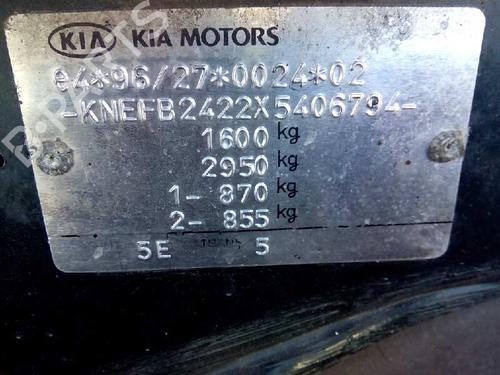 KIA KIA MOTORS
e4*96/27*0024*02
-KNEFB2422X5406794-
1600 kg
2950 kg
1- 870 kg
2- 855 kg
5E TRANS 5